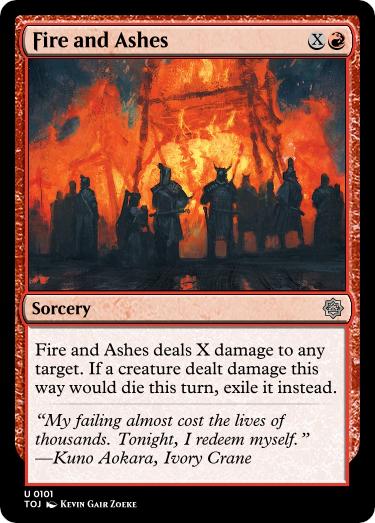 Fire and Ashes X
Sorcery
Fire and Ashes deals X damage to any
target. If a creature dealt damage this
way would die this turn, exile it instead.
“My failing almost cost the lives of
thousands. Tonight, I redeem myself.”
—Kuno Aokara, Ivory Crane
U 0101
TOJ Kevin Gair Zoeke